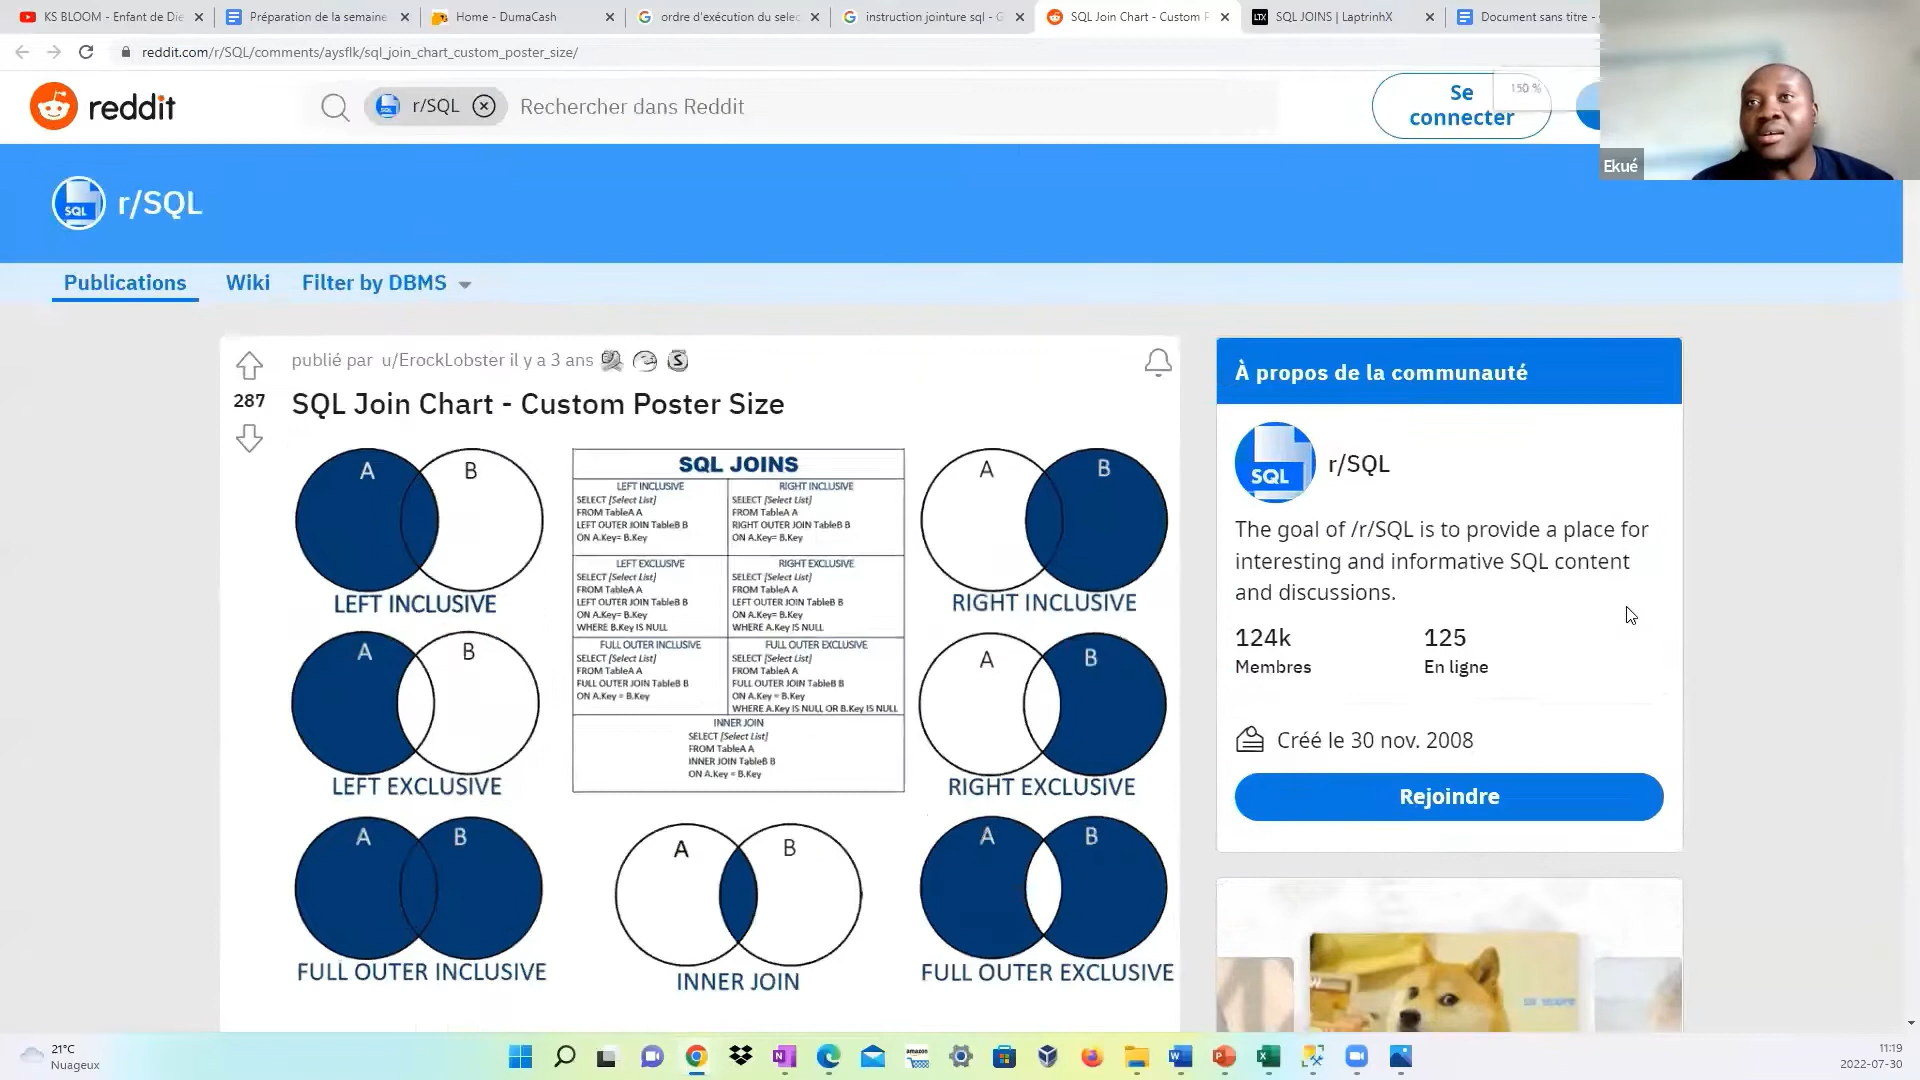 KS BLOOM - Enfant de Die
Préparation de la semaine
Home - DumaCash
ordre d'exécution du selec
instruction jointure sql - G
SQL Join Chart - Custom P
LTX
SQL JOINS | LaptrinhX
Document sans titre -
reddit.com/r/SQL/comments/aysflk/sql_join_chart_custom_poster_size/
reddit
r/SQL
Rechercher dans Reddit
Se connecter
150 %
Ekué
SQL
r/SQL
Publications
Wiki
Filter by DBMS
publié par u/ErockLobster il y a 3 ans
287
SQL Join Chart - Custom Poster Size
A
B
LEFT INCLUSIVE
A
B
LEFT EXCLUSIVE
A
B
FULL OUTER INCLUSIVE
SQL JOINS
LEFT INCLUSIVE
SELECT [Select List]
FROM TableA A
LEFT OUTER JOIN TableB B
ON A.Key= B.Key
RIGHT INCLUSIVE
SELECT [Select List]
FROM TableA A
RIGHT OUTER JOIN TableB B
ON A.Key= B.Key
LEFT EXCLUSIVE
SELECT [Select List]
FROM TableA A
LEFT OUTER JOIN TableB B
ON A.Key= B.Key
WHERE B.Key IS NULL
RIGHT EXCLUSIVE
SELECT [Select List]
FROM TableA A
LEFT OUTER JOIN TableB B
ON A.Key= B.Key
WHERE A.Key IS NULL
FULL OUTER INCLUSIVE
SELECT [Select List]
FROM TableA A
FULL OUTER JOIN TableB B
ON A.Key = B.Key
FULL OUTER EXCLUSIVE
SELECT [Select List]
FROM TableA A
FULL OUTER JOIN TableB B
ON A.Key = B.Key
WHERE A.Key IS NULL OR B.Key IS NULL
INNER JOIN
SELECT [Select List]
FROM TableA A
INNER JOIN TableB B
ON A.Key = B.Key
A
B
INNER JOIN
A
B
RIGHT INCLUSIVE
A
B
RIGHT EXCLUSIVE
A
B
FULL OUTER EXCLUSIVE
À propos de la communauté
SQL
r/SQL
The goal of /r/SQL is to provide a place for
interesting and informative SQL content
and discussions.
124k
Membres
125
En ligne
Créé le 30 nov. 2008
Rejoindre
21°C
Nuageux
amazon
11:19
2022-07-30